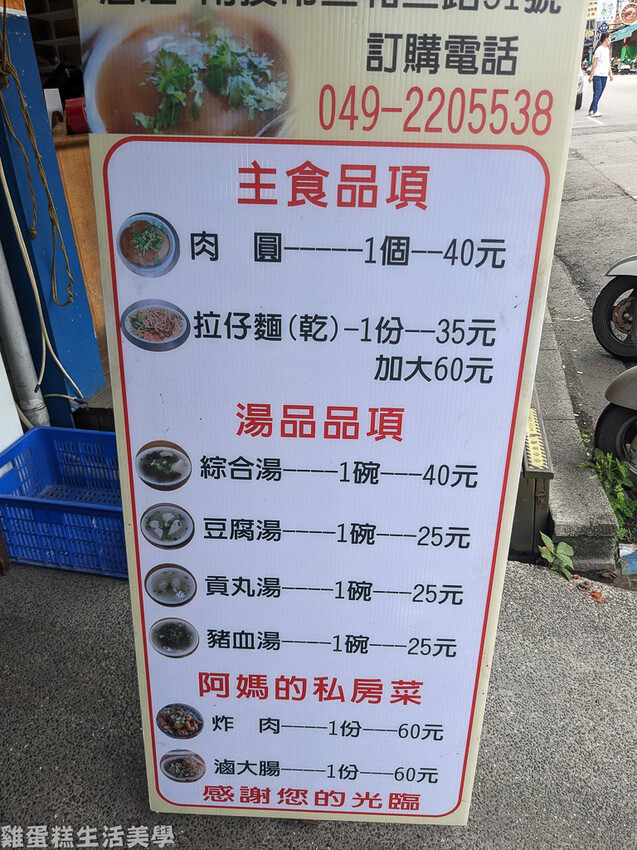 訂購電話
049-2205538
主食品項
肉 圓------1個--40元
拉仔麵(乾)-1份--35元
加大60元
湯品品項
綜合湯----1碗---40元
豆腐湯----1碗---25元
貢丸湯----1碗---25元
豬血湯----1碗---25元
阿媽的私房菜
炸 肉----1份---60元
滷大腸----1份---60元
感謝您的光臨
雞蛋糕生活美學